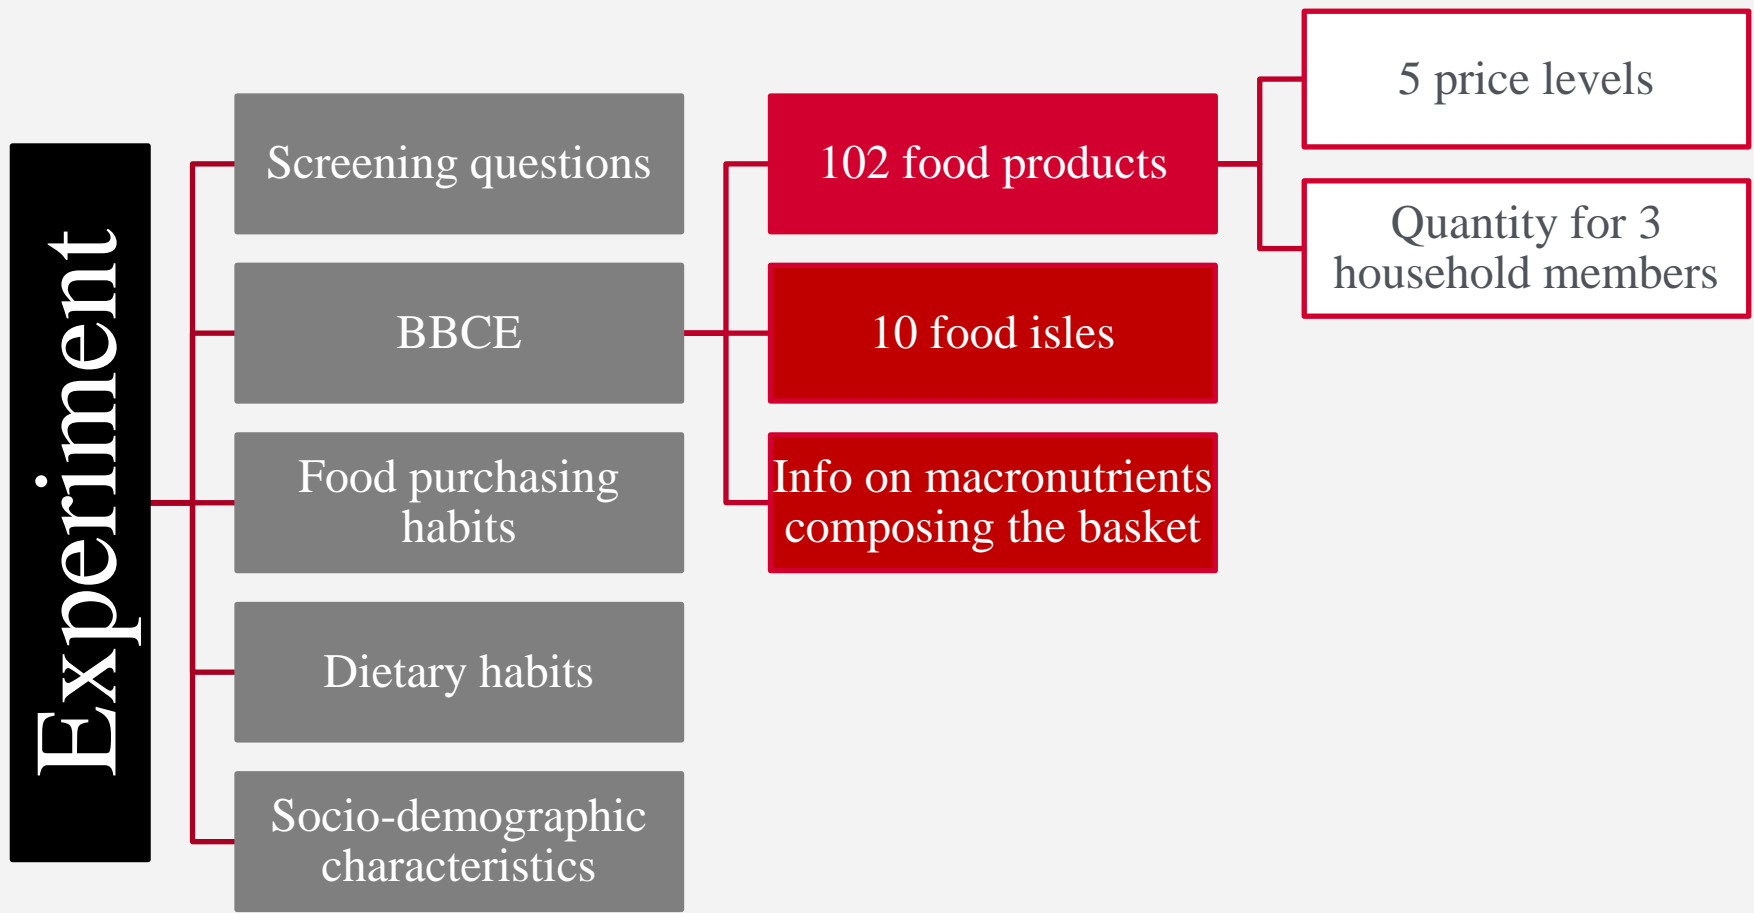 Experiment
Screening questions
BBCE
Food purchasing
habits
Dietary habits
Socio-demographic
characteristics
102 food products
10 food isles
Info on macronutrients
composing the basket
5 price levels
Quantity for 3
household members